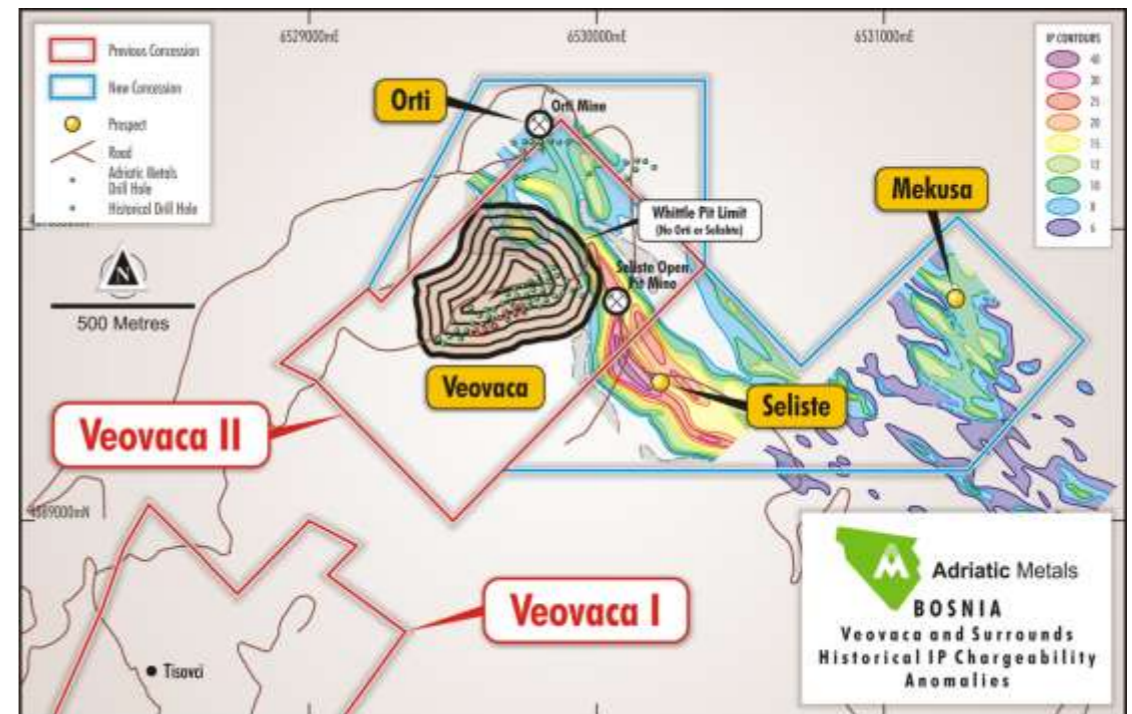 6529000mE
6530000mE
6531000mE
Previous Concession
New Concession
Prospect
Road
Adriatic Metals
Drill Hole
Historical Drill Hole
IP CONTOURS
40
30
25
20
15
12
10
8
6
Orti
Orti Mine
Mekusa
Whittle Pit Limit
(No Orti or Selishte)
Seliste Open
Pit Mine
N
500 Metres
Veovaca
Seliste
Veovaca II
Veovaca I
Tisovci
Adriatic Metals
BOSNIA
Veovaca and Surrounds
Historical IP Chargeability
Anomalies